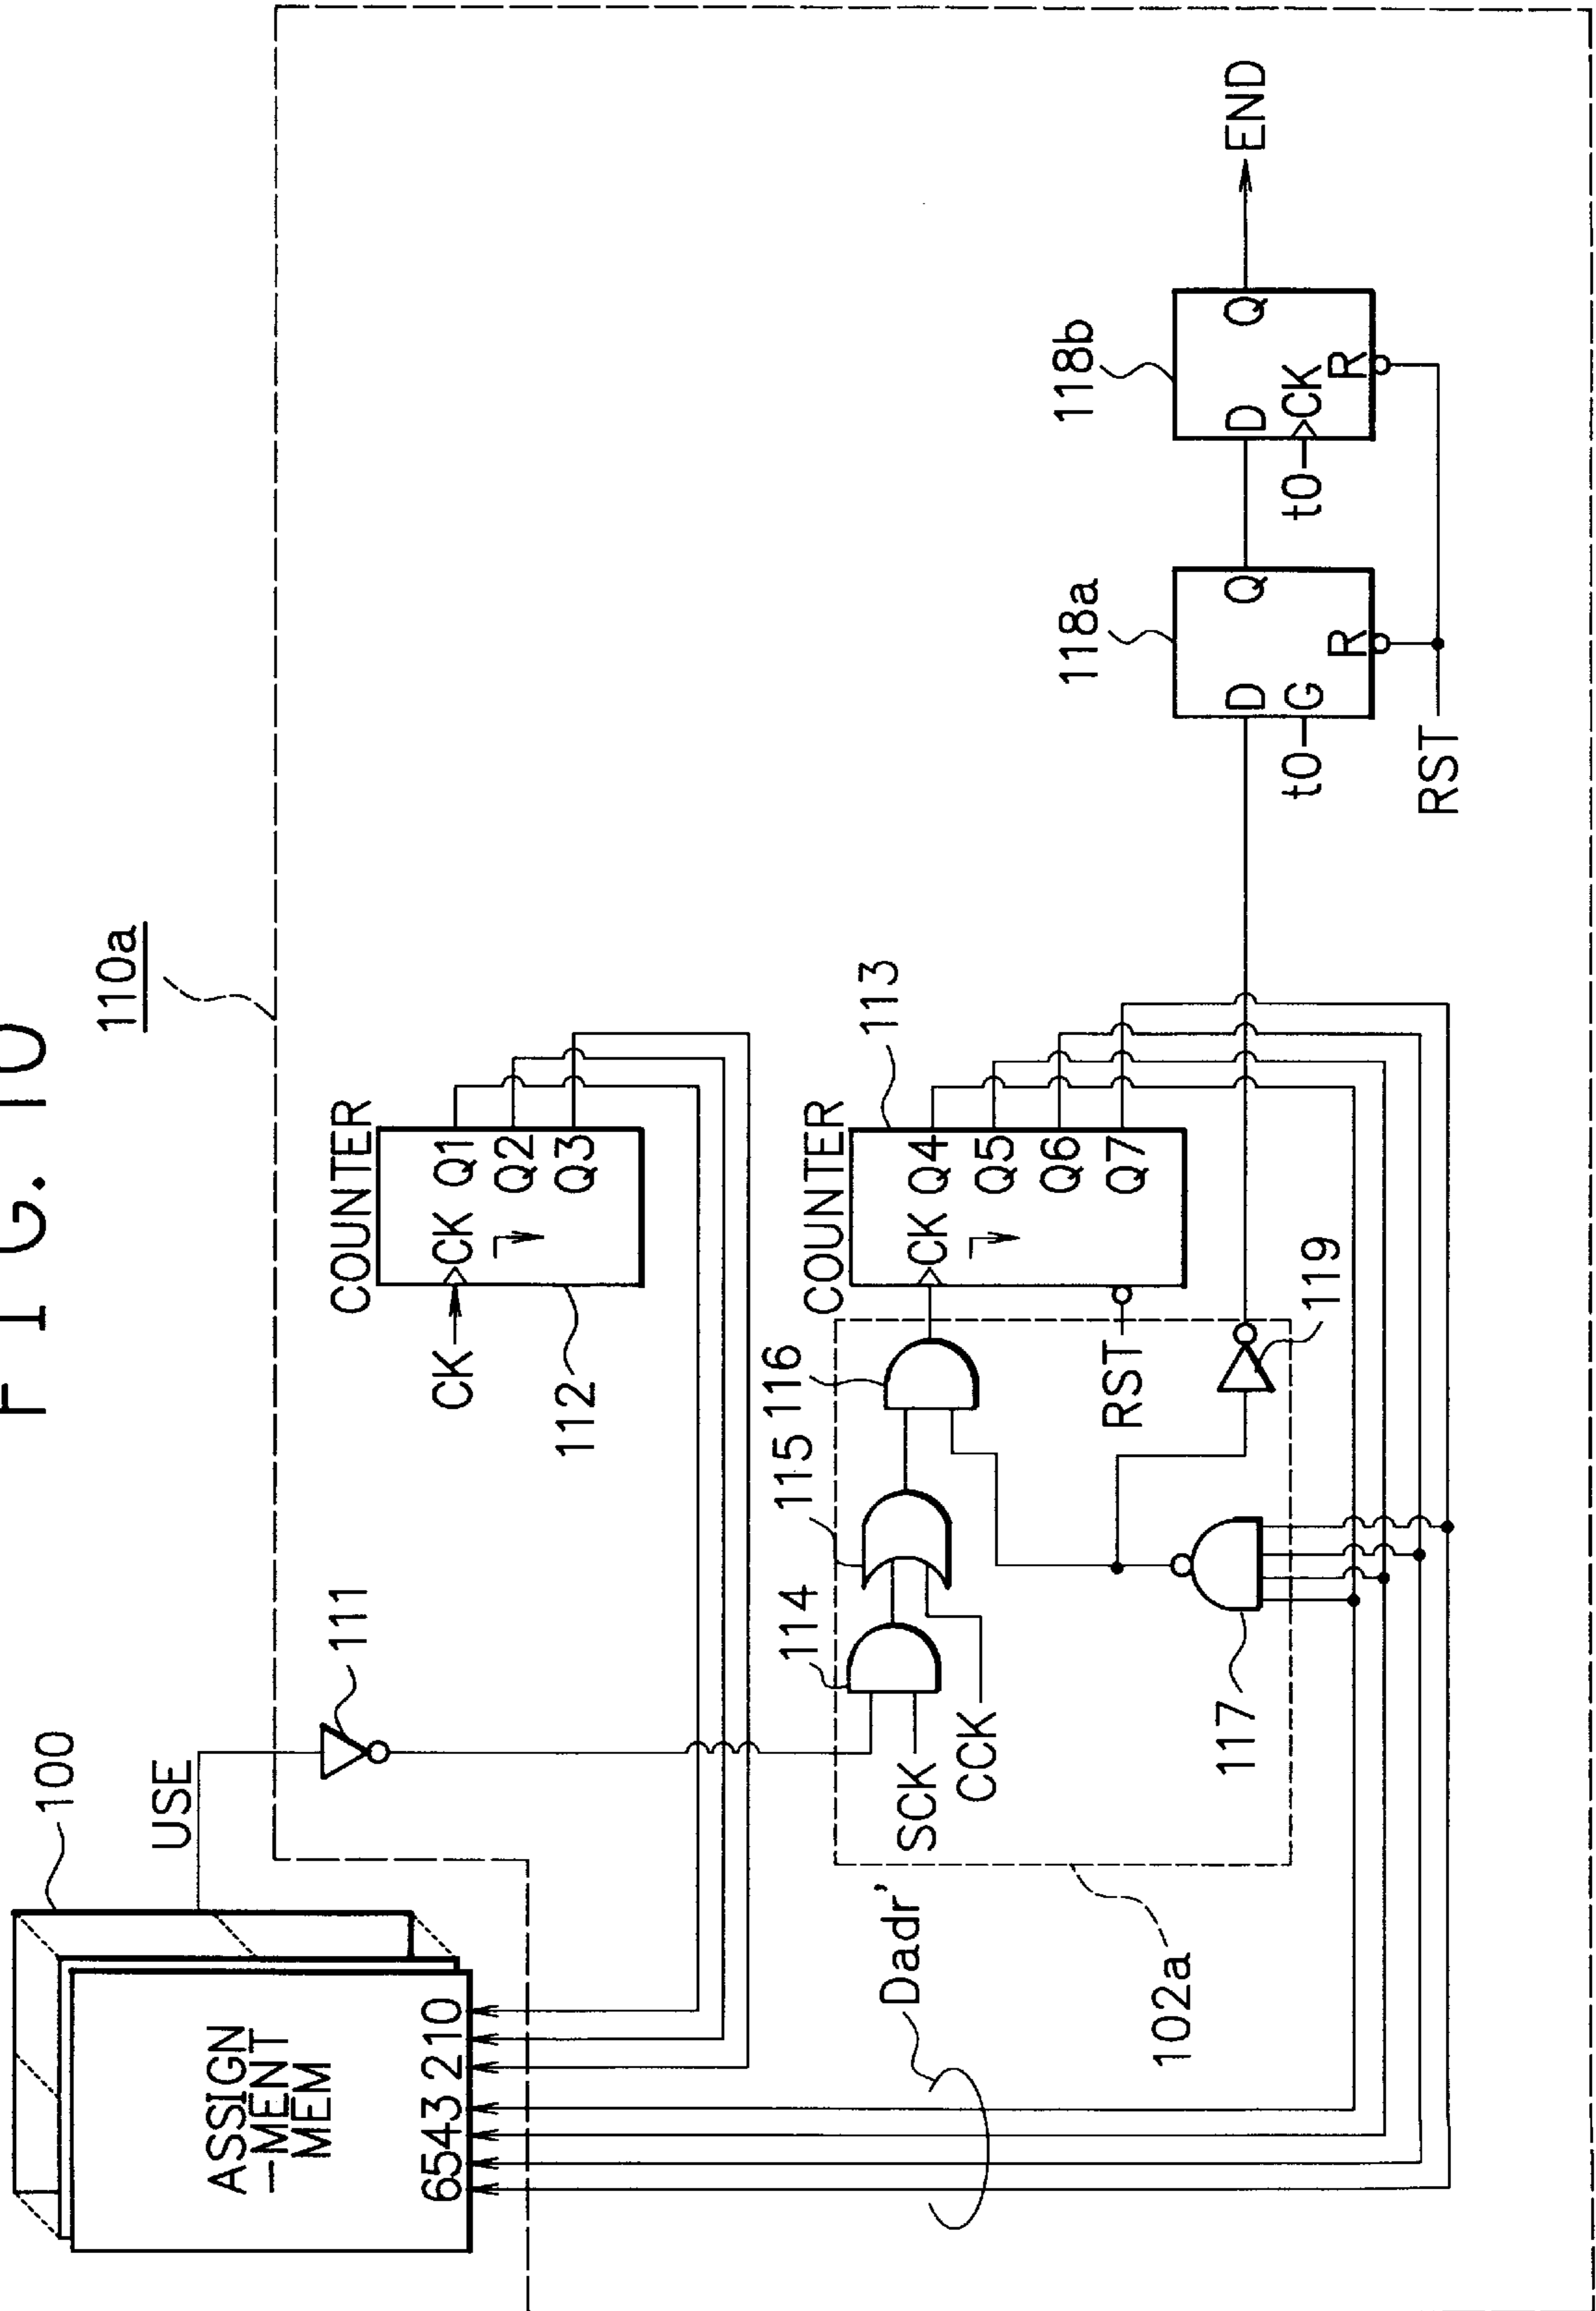 FIG. 10
110a
100
USE
111
ASSIGN
-MENT
MEM
6543210
COUNTER
CK
CK Q1
Q2
Q3
112
COUNTER
113
CK Q4
Q5
Q6
Q7
RST
114
115
116
SCK
CCK
117
119
102a
Dadr'
118a
D
Q
G
R
t0
RST
118b
D
Q
CK
R
t0
END